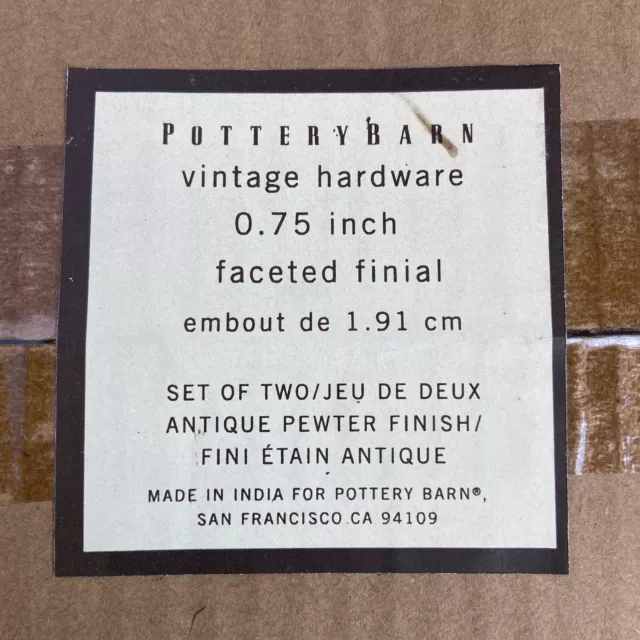 POTTERYBARN
vintage hardware
0.75 inch
faceted finial
embout de 1.91 cm
SET OF TWO/JEU DE DEUX
ANTIQUE PEWTER FINISH/
FINI ÉTAIN ANTIQUE
MADE IN INDIA FOR POTTERY BARN®,
SAN FRANCISCO CA 94109